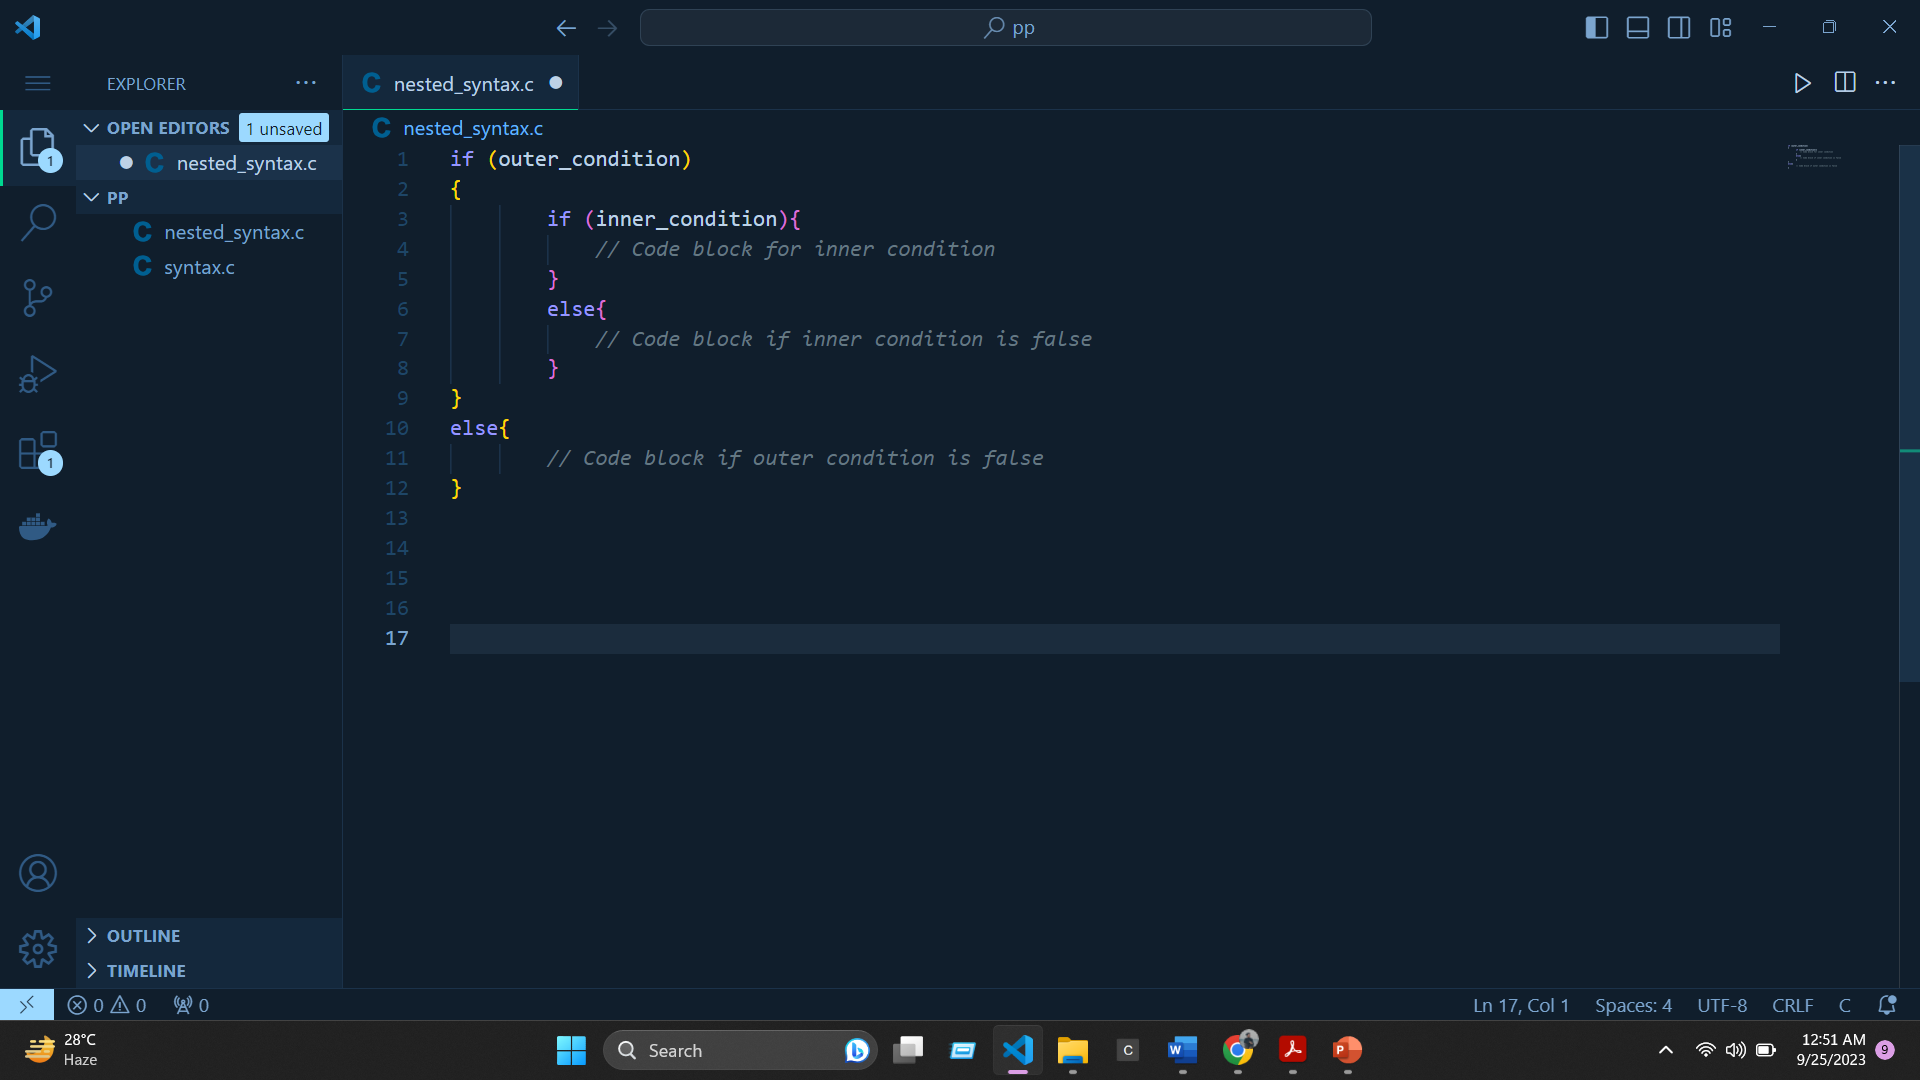 pp
EXPLORER
nested_syntax.c
OPEN EDITORS 1 unsaved
nested_syntax.c
PP
nested_syntax.c
syntax.c
1
1
nested_syntax.c
1 if (outer_condition)
2 {
3 if (inner_condition){
4 // Code block for inner condition
5 }
6 else{
7 // Code block if inner condition is false
8 }
9 }
10 else{
11 // Code block if outer condition is false
12 }
13
14
15
16
17
OUTLINE
TIMELINE
0 0 0
Ln 17, Col 1 Spaces: 4 UTF-8 CRLF C
28°C
Haze
Search
C
W
P
12:51 AM
9/25/2023
9